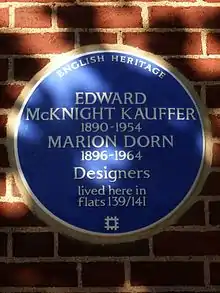 ENGLISH HERITAGE
EDWARD
McKNIGHT KAUFFER
1890-1954
MARION DORN
1896-1964
Designers
lived here in
flats 139/141